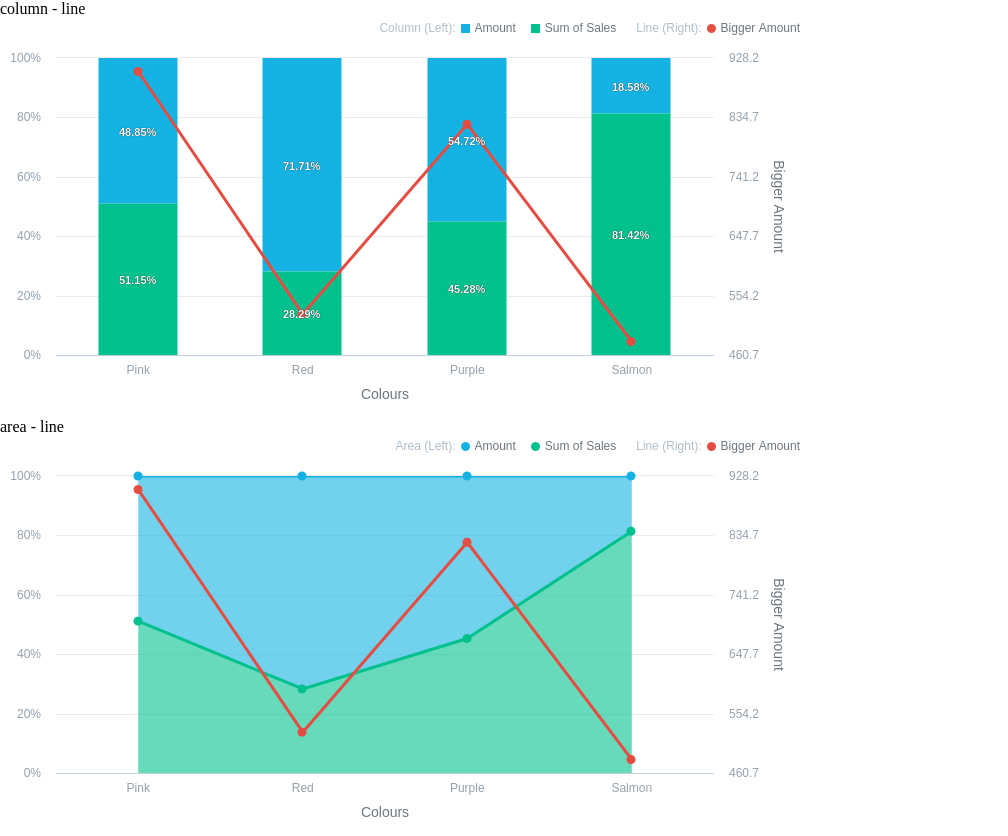 column - line
Column (Left): Amount Sum of Sales Line (Right): Bigger Amount
100% 928.2
80% 834.7
60% 741.2
40% 647.7
20% 554.2
0% 460.7
48.85% 71.71% 54.72% 18.58%
51.15% 28.29% 45.28% 81.42%
Bigger Amount
Pink Red Purple Salmon
Colours
area - line
Area (Left): Amount Sum of Sales Line (Right): Bigger Amount
100% 928.2
80% 834.7
60% 741.2
40% 647.7
20% 554.2
0% 460.7
Bigger Amount
Pink Red Purple Salmon
Colours